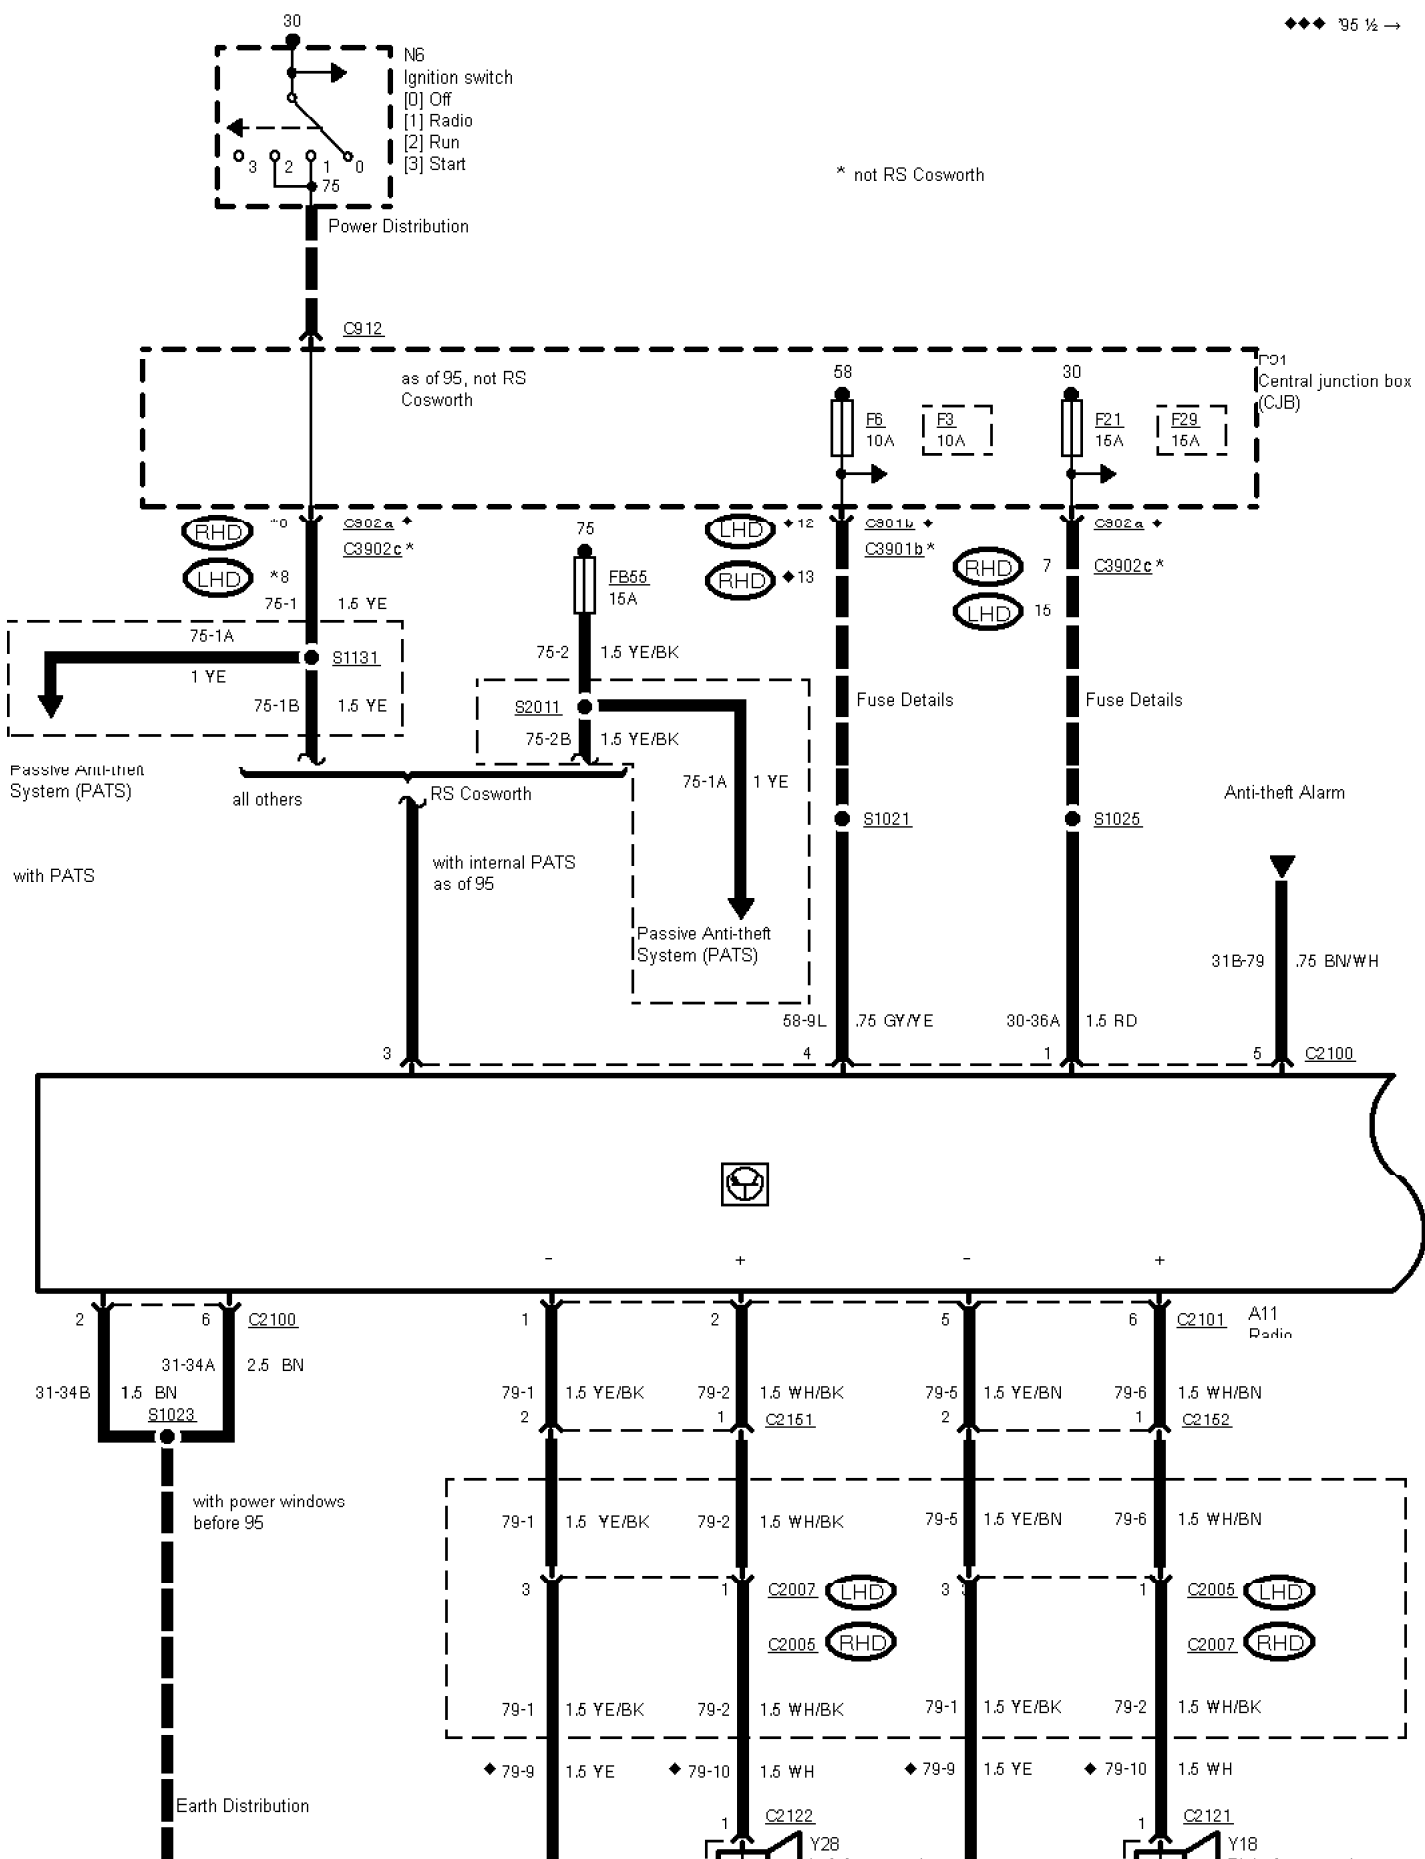 30
◆◆◆ '95 ½ →
N6
Ignition switch
[0] Off
[1] Radio
[2] Run
[3] Start
3 2 1 0
75
* not RS Cosworth
Power Distribution
C912
as of 95, not RS
Cosworth
58
30
Central junction box
(CJB)
F6
10A
F3
10A
F21
15A
F29
15A
RHD
C902a ◆
C3902c *
LHD
*8
75
FB55
15A
LHD
◆12
C901b ◆
C3901b *
RHD
◆13
C902a ◆
RHD
7
C3902c *
LHD
15
75-1
1.5 YE
75-1A
1 YE
S1131
75-1B
1.5 YE
75-2
1.5 YE/BK
S2011
75-2B
1.5 YE/BK
75-1A
1 YE
Fuse Details
Fuse Details
Passive Anti-theft
System (PATS)
all others
RS Cosworth
S1021
S1025
Anti-theft Alarm
with PATS
with internal PATS
as of 95
Passive Anti-theft
System (PATS)
31B-79
.75 BN/WH
58-9L
.75 GY/YE
30-36A
1.5 RD
3
4
1
5
C2100
-
+
-
+
2
6
C2100
1
2
5
6
C2101
A11
Radio
31-34A
2.5 BN
31-34B
1.5 BN
S1023
79-1
1.5 YE/BK
79-2
1.5 WH/BK
79-5
1.5 YE/BN
79-6
1.5 WH/BN
2
1
C2151
2
1
C2152
with power windows
before 95
79-1
1.5 YE/BK
79-2
1.5 WH/BK
79-5
1.5 YE/BN
79-6
1.5 WH/BN
3
1
C2007
LHD
3
1
C2005
LHD
C2005
RHD
C2007
RHD
79-1
1.5 YE/BK
79-2
1.5 WH/BK
79-1
1.5 YE/BK
79-2
1.5 WH/BK
◆ 79-9
1.5 YE
◆ 79-10
1.5 WH
◆ 79-9
1.5 YE
◆ 79-10
1.5 WH
Earth Distribution
1
C2122
Y28
1
C2121
Y18